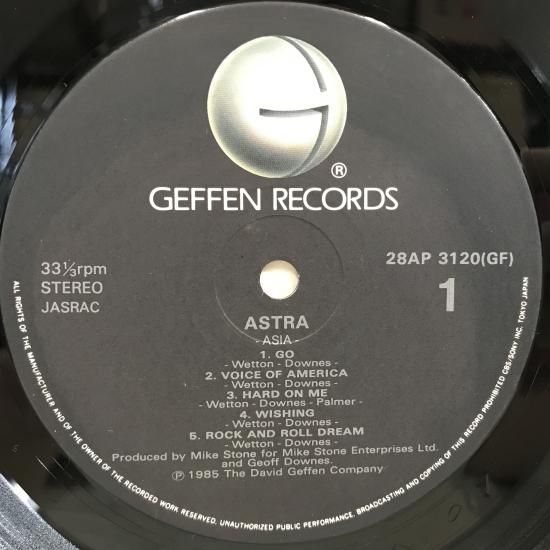 ®
GEFFEN RECORDS
33⅓rpm
STEREO
JASRAC
28AP 3120(GF)
1
ASTRA
- ASIA -
1. GO
- Wetton - Downes -
2. VOICE OF AMERICA
- Wetton - Downes -
3. HARD ON ME
- Wetton - Downes - Palmer -
4. WISHING
- Wetton - Downes -
5. ROCK AND ROLL DREAM
- Wetton - Downes -
Produced by Mike Stone for Mike Stone Enterprises Ltd.
and Geoff Downes.
Ⓟ 1985 The David Geffen Company
ALL RIGHTS OF THE MANUFACTURER AND OF THE OWNER OF THE RECORDED WORK RESERVED. UNAUTHORIZED PUBLIC PERFORMANCE, BROADCASTING AND COPYING OF THIS RECORD PROHIBITED CBS/SONY INC. TOKYO JAPAN